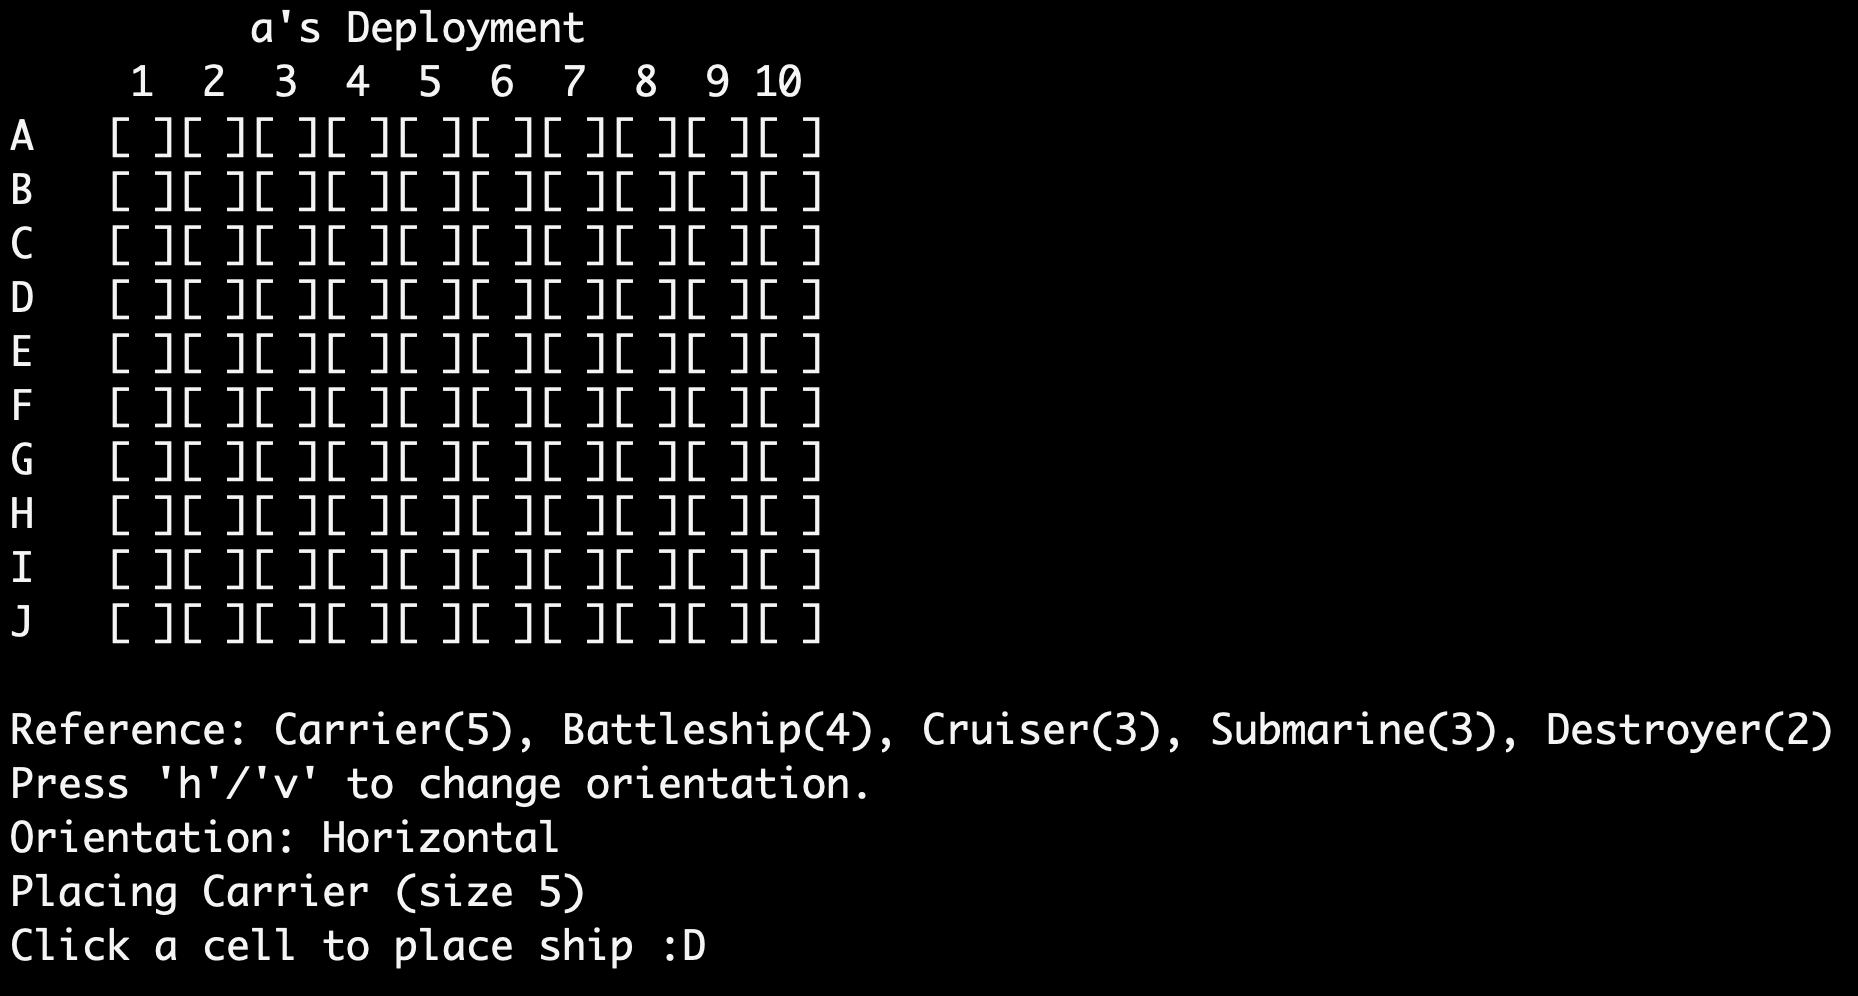 a's Deployment
1 2 3 4 5 6 7 8 9 10
A [ ][ ][ ][ ][ ][ ][ ][ ][ ][ ]
B [ ][ ][ ][ ][ ][ ][ ][ ][ ][ ]
C [ ][ ][ ][ ][ ][ ][ ][ ][ ][ ]
D [ ][ ][ ][ ][ ][ ][ ][ ][ ][ ]
E [ ][ ][ ][ ][ ][ ][ ][ ][ ][ ]
F [ ][ ][ ][ ][ ][ ][ ][ ][ ][ ]
G [ ][ ][ ][ ][ ][ ][ ][ ][ ][ ]
H [ ][ ][ ][ ][ ][ ][ ][ ][ ][ ]
I [ ][ ][ ][ ][ ][ ][ ][ ][ ][ ]
J [ ][ ][ ][ ][ ][ ][ ][ ][ ][ ]
Reference: Carrier(5), Battleship(4), Cruiser(3), Submarine(3), Destroyer(2)
Press 'h'/'v' to change orientation.
Orientation: Horizontal
Placing Carrier (size 5)
Click a cell to place ship :D